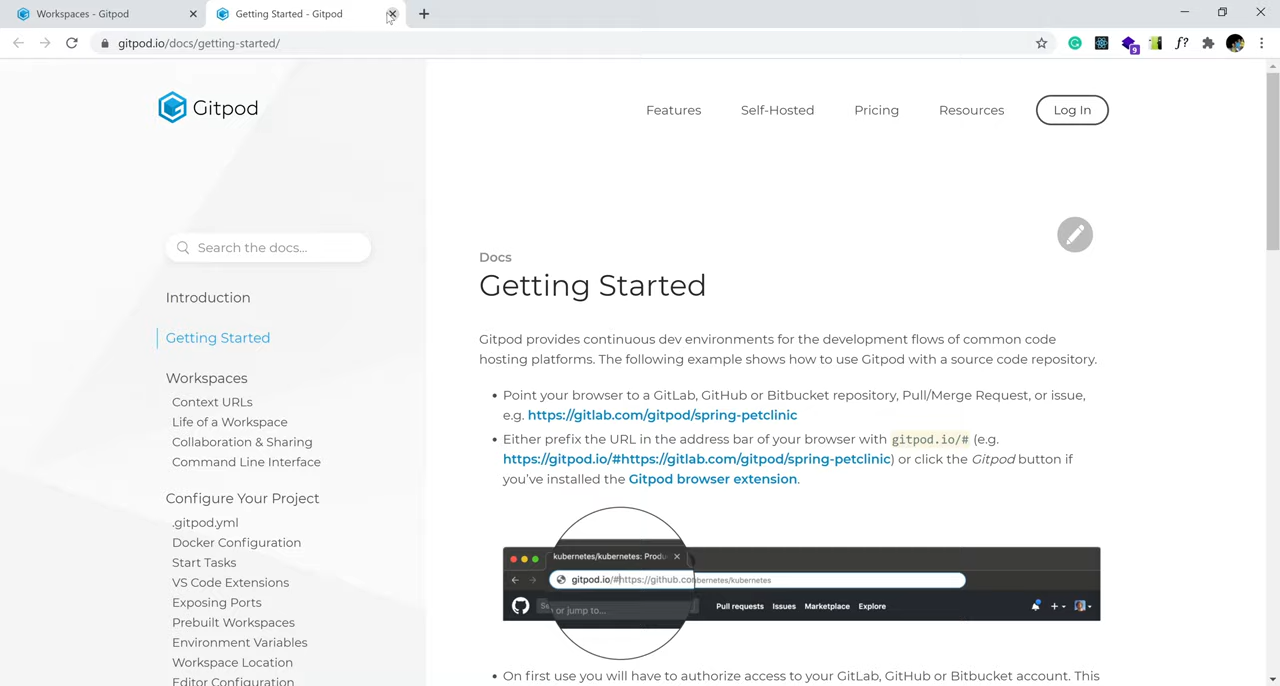 Workspaces - Gitpod
Getting Started - Gitpod
gitpod.io/docs/getting-started/
9
f?
Gitpod
Features
Self-Hosted
Pricing
Resources
Log In
Search the docs...
Introduction
Getting Started
Workspaces
Context URLs
Life of a Workspace
Collaboration & Sharing
Command Line Interface
Configure Your Project
.gitpod.yml
Docker Configuration
Start Tasks
VS Code Extensions
Exposing Ports
Prebuilt Workspaces
Environment Variables
Workspace Location
Editor Configuration
Docs
Getting Started
Gitpod provides continuous dev environments for the development flows of common code
hosting platforms. The following example shows how to use Gitpod with a source code repository.
• Point your browser to a GitLab, GitHub or Bitbucket repository, Pull/Merge Request, or issue,
e.g. https://gitlab.com/gitpod/spring-petclinic
• Either prefix the URL in the address bar of your browser with gitpod.io/# (e.g.
https://gitpod.io/#https://gitlab.com/gitpod/spring-petclinic) or click the Gitpod button if
you've installed the Gitpod browser extension.
kubernetes/kubernetes: Produ
gitpod.io/#https://github.conbernetes/kubernetes
or jump to...
Pull requests
Issues
Marketplace
Explore
• On first use you will have to authorize access to your GitLab, GitHub or Bitbucket account. This